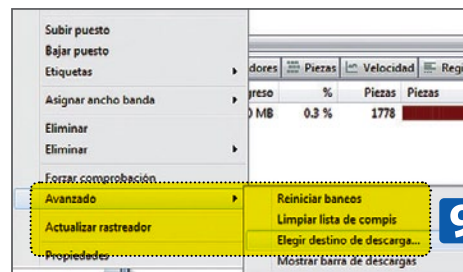 Subir puesto
Bajar puesto
Etiquetas
Asignar ancho banda
Eliminar
Eliminar
Forzar comprobación
Avanzado
Actualizar rastreador
Propiedades
Piezas Velocidad
% Piezas Piezas
MB 0.3 % 1778
Reiniciar baneos
Limpiar lista de compis
Elegir destino de descarga...
Mostrar barra de descargas
9